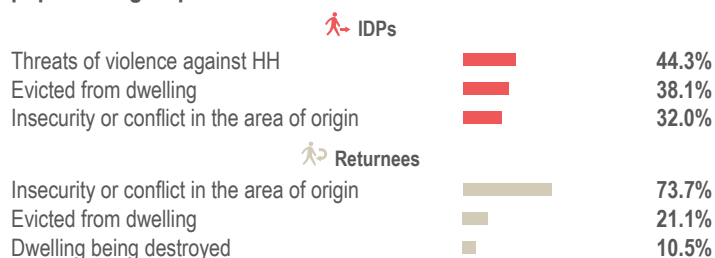 IDPs
Threats of violence against HH 44.3%
Evicted from dwelling 38.1%
Insecurity or conflict in the area of origin 32.0%
Returnees
Insecurity or conflict in the area of origin 73.7%
Evicted from dwelling 21.1%
Dwelling being destroyed 10.5%